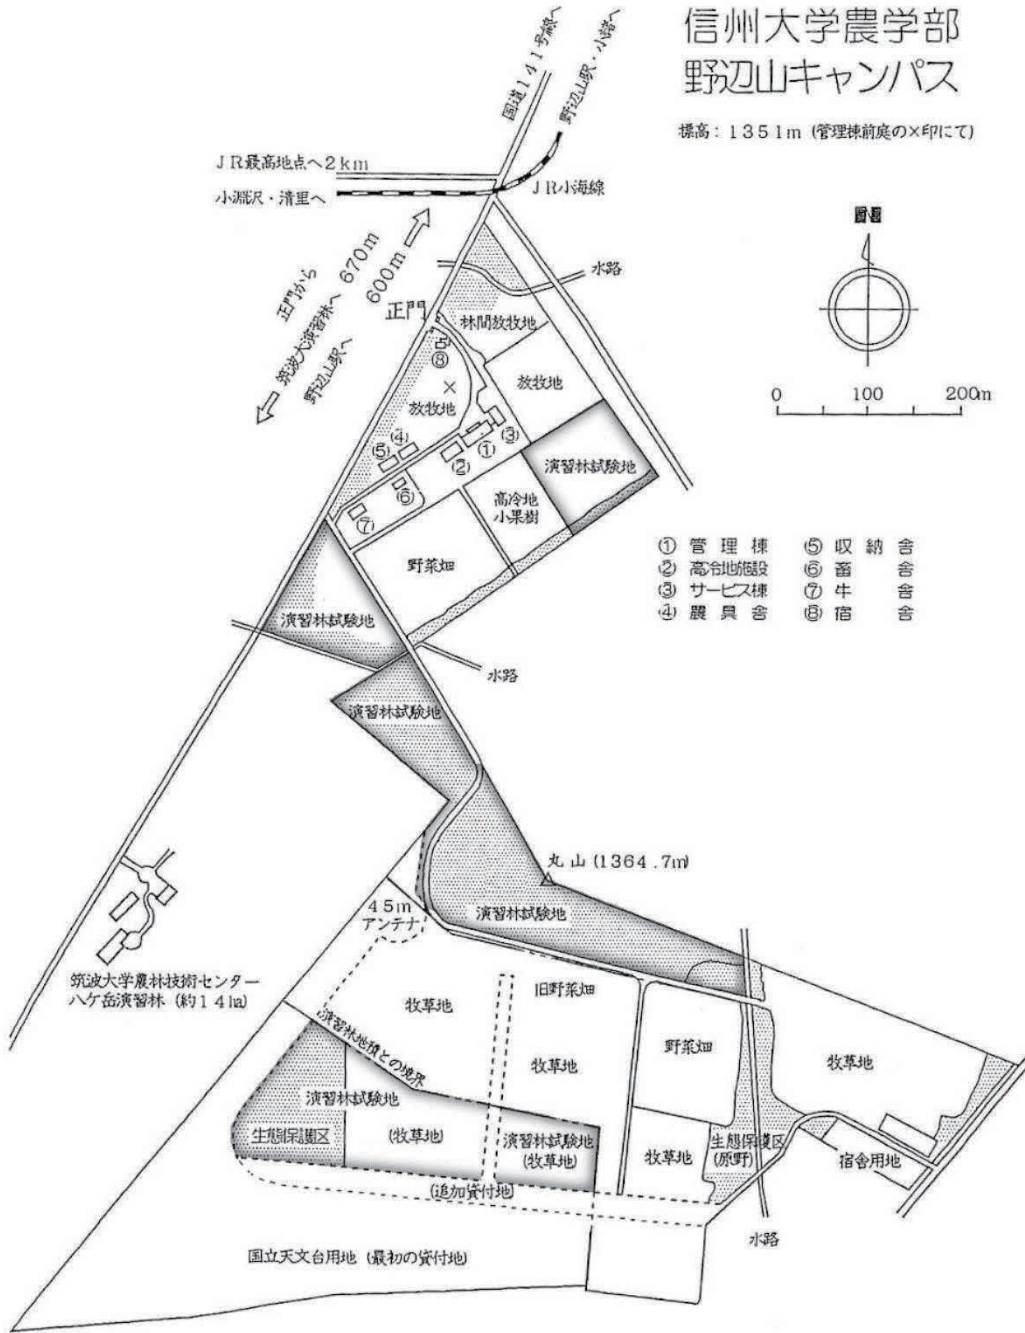 信州大学農学部
野辺山キャンパス
標高：1351m (管理棟前庭の×印にて)
国道141号線へ
野辺山駅・小諸へ
JR最高地点へ2km
小淵沢・清里へ
JR小海線
水路
正門から
筑波大演習林へ 670m
野辺山駅へ 600m
正門
林間放牧地
⑧
放牧地
×
放牧地
0 100 200m
③
①
②
④
⑤
⑥
⑦
演習林試験地
高冷地
小果樹
野菜畑
① 管理棟
② 高冷地施設
③ サービス棟
④ 農具舎
⑤ 収納舎
⑥ 畜舎
⑦ 牛舎
⑧ 宿舎
演習林試験地
水路
演習林試験地
丸山 (1364.7m)
演習林試験地
45m
アンテナ
筑波大学農林技術センター
八ケ岳演習林 (約14ha)
牧草地
旧野菜畑
野菜畑
牧草地
牧草地
演習林地積との境界
演習林試験地
生態保護区
(牧草地)
演習林試験地
(牧草地)
牧草地
生態保護区
(原野)
宿舎用地
(追加貸付地)
水路
国立天文台用地 (最初の貸付地)